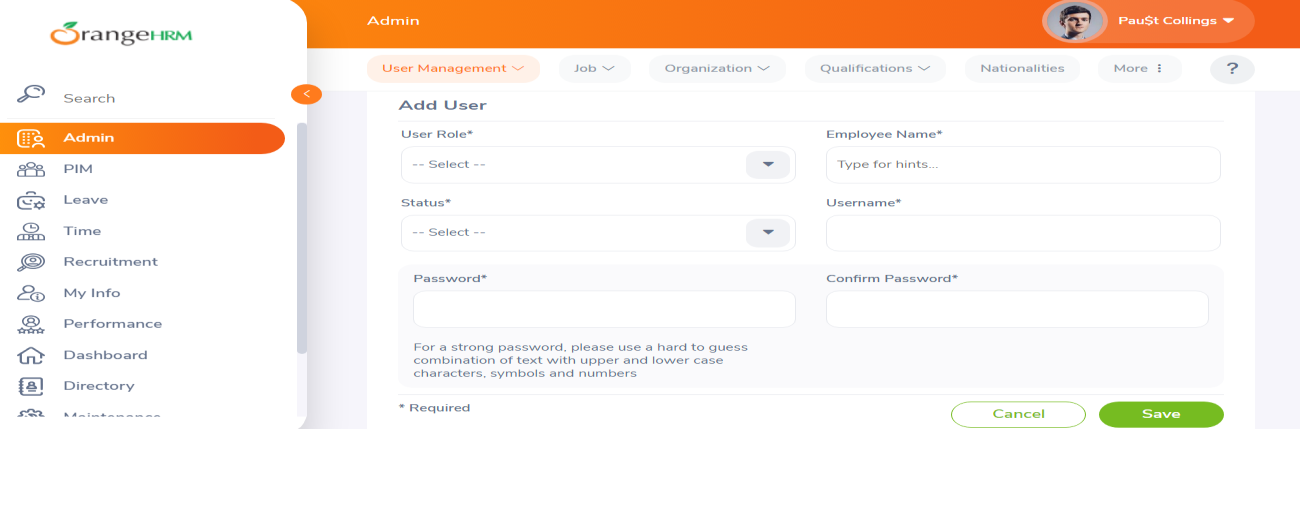 OrangeHRM
Admin
Pau$t Collings
User Management
Job
Organization
Qualifications
Nationalities
More
?
Search
<
Admin
PIM
Leave
Time
Recruitment
My Info
Performance
Dashboard
Directory
Maintenance
Add User
User Role*
Employee Name*
-- Select --
Type for hints...
Status*
Username*
-- Select --
Password*
Confirm Password*
For a strong password, please use a hard to guess
combination of text with upper and lower case
characters, symbols and numbers
* Required
Cancel
Save